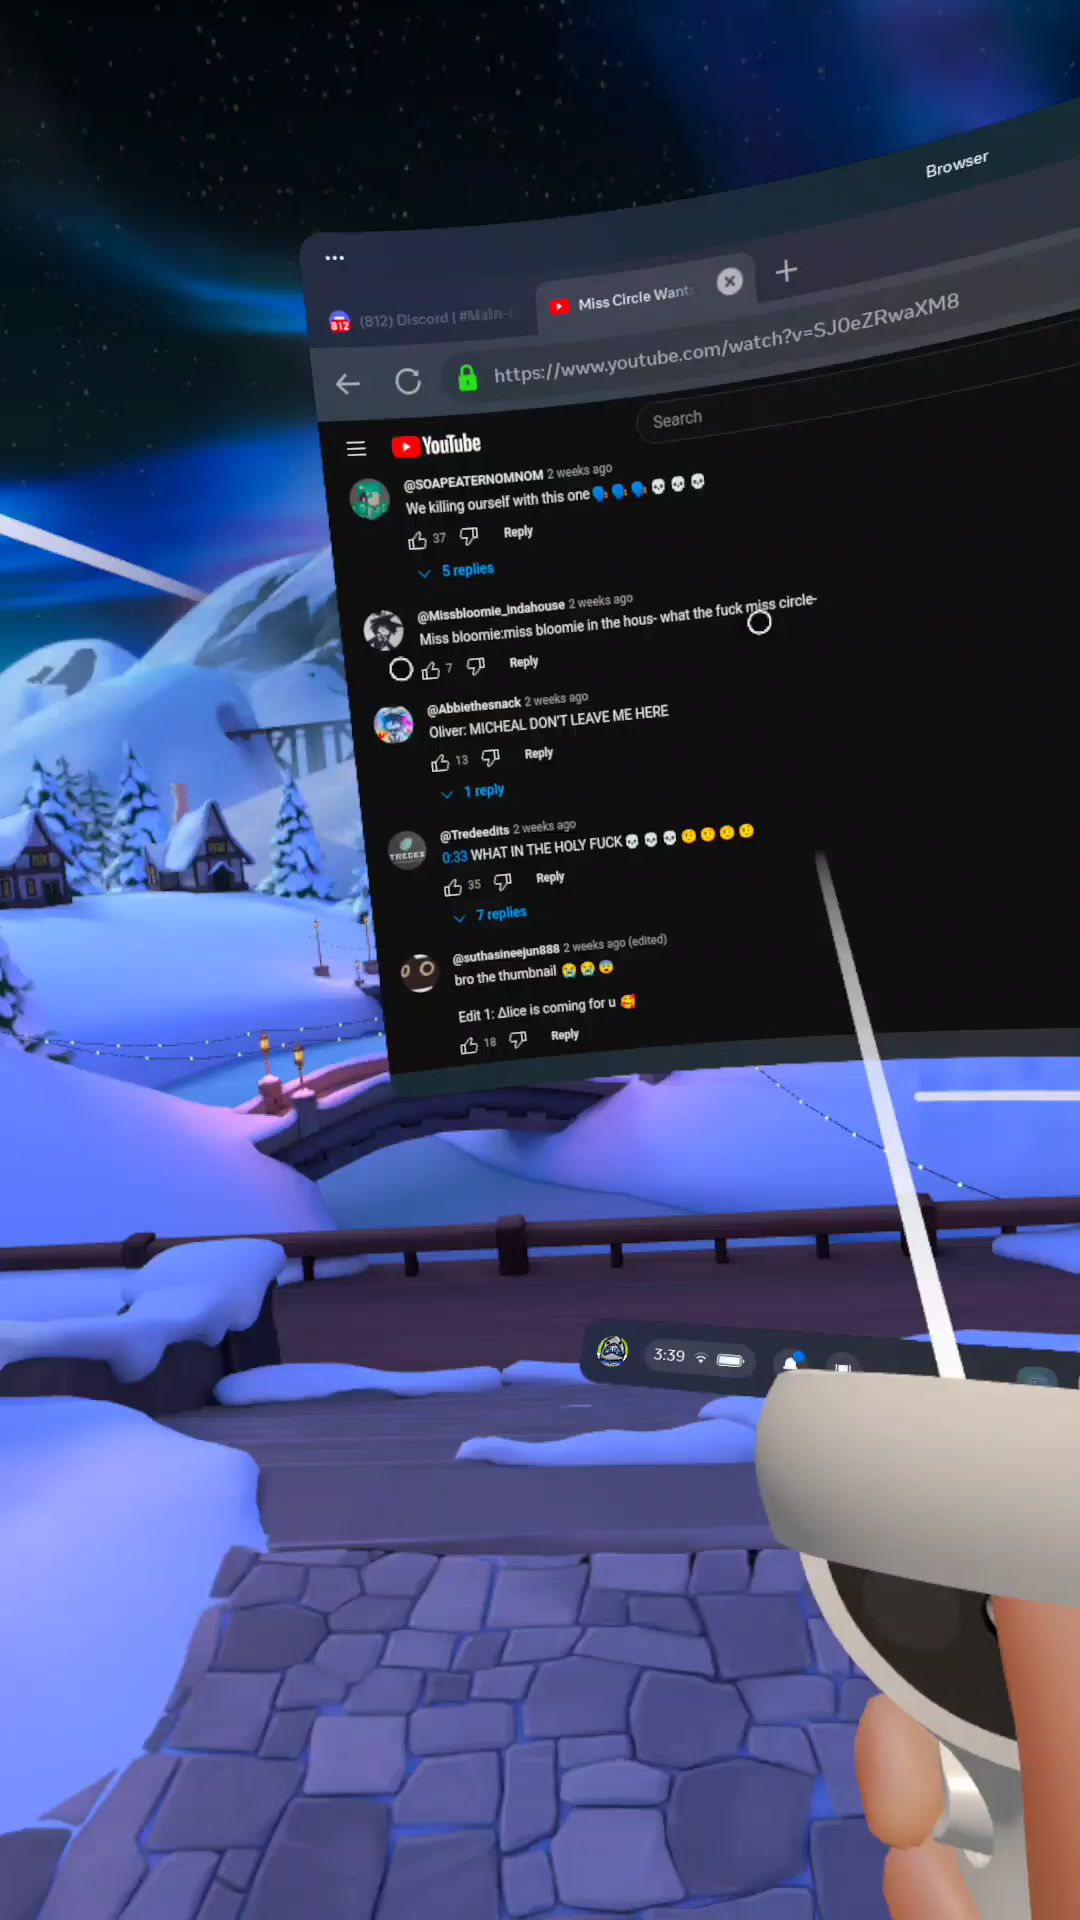 Browser
(812) Discord | #Main-c
Miss Circle Want
https://www.youtube.com/watch?v=SJ0eZRwaXM8
YouTube
Search
@SOAPEATERNOMNOM 2 weeks ago
We killing ourself with this one🗣️🗣️🗣️💀💀💀
37 Reply
5 replies
@Missbloomie_indahouse 2 weeks ago
Miss bloomie:miss bloomie in the hous- what the fuck miss circle-
7 Reply
@Abbiethesnack 2 weeks ago
Oliver: MICHEAL DON'T LEAVE ME HERE
13 Reply
1 reply
@Tredeedits 2 weeks ago
0:33 WHAT IN THE HOLY FUCK💀💀💀🤨🤨🤨🤨
35 Reply
7 replies
@suthasineejun888 2 weeks ago (edited)
bro the thumbnail 😭😭😨
Edit 1: Δlice is coming for u 🥰
18 Reply
3:39